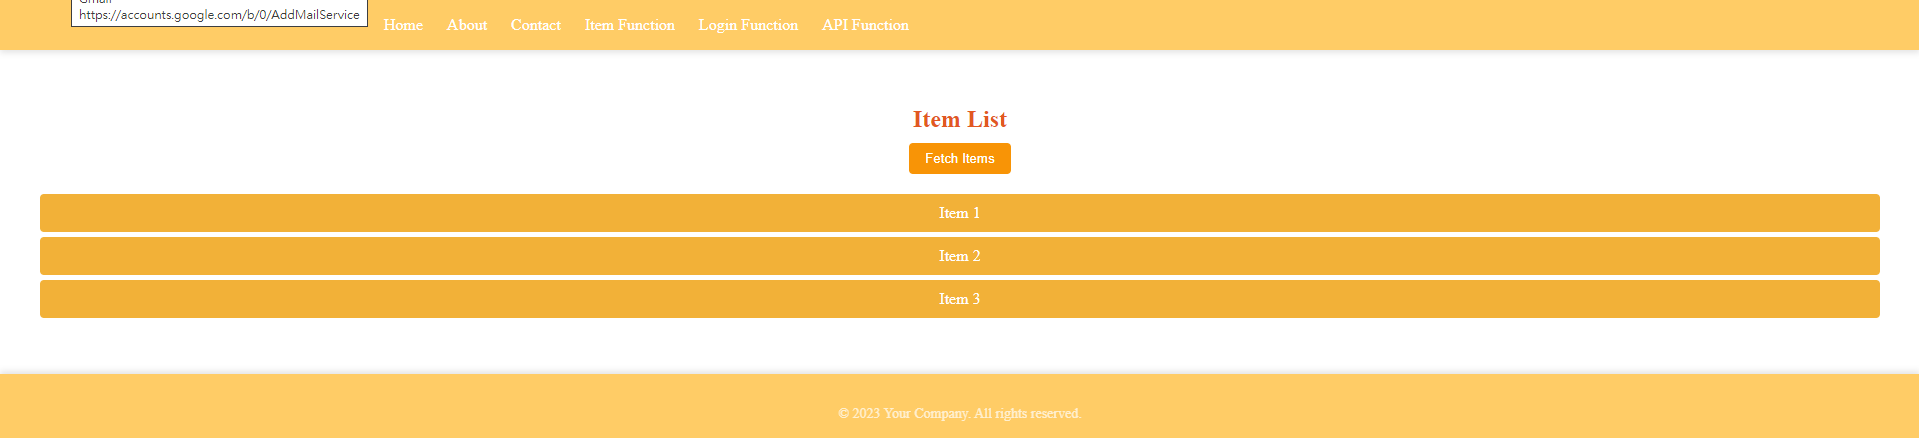 Gmail
https://accounts.google.com/b/0/AddMailService
Home About Contact Item Function Login Function API Function
Item List
Fetch Items
Item 1
Item 2
Item 3
© 2023 Your Company. All rights reserved.